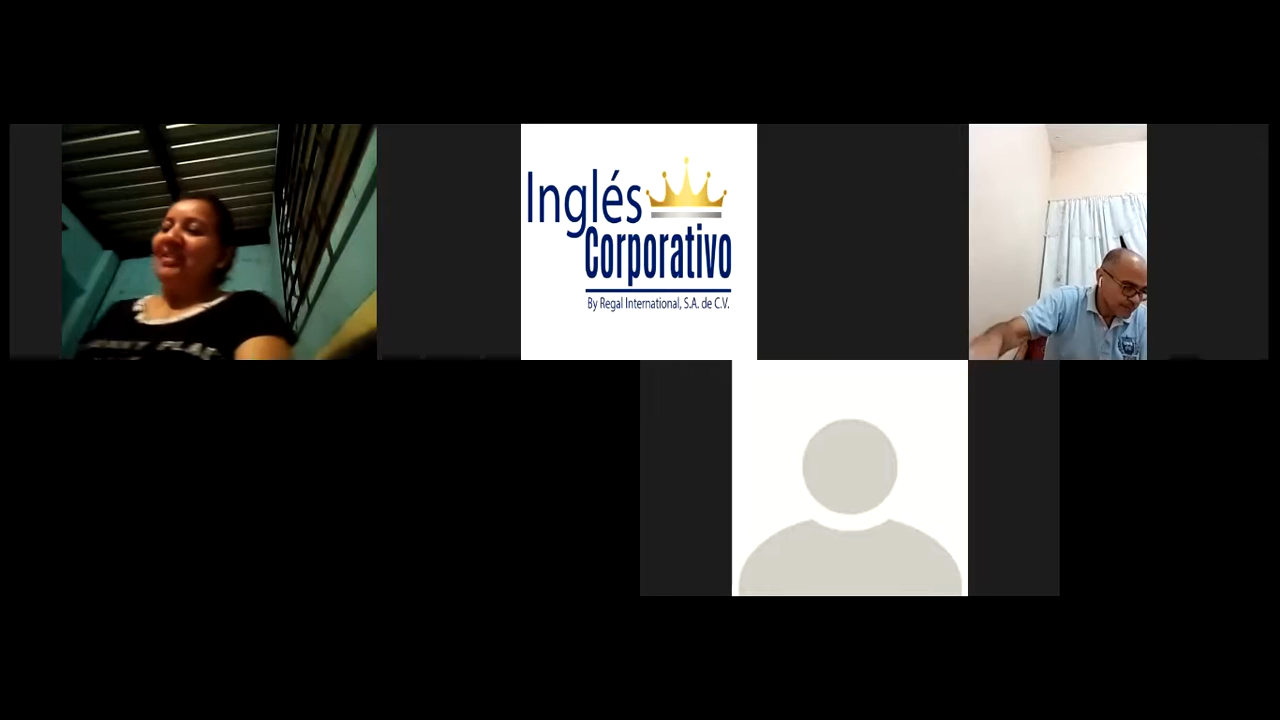 Inglés
Corporativo
By Regal International, S.A. de C.V.